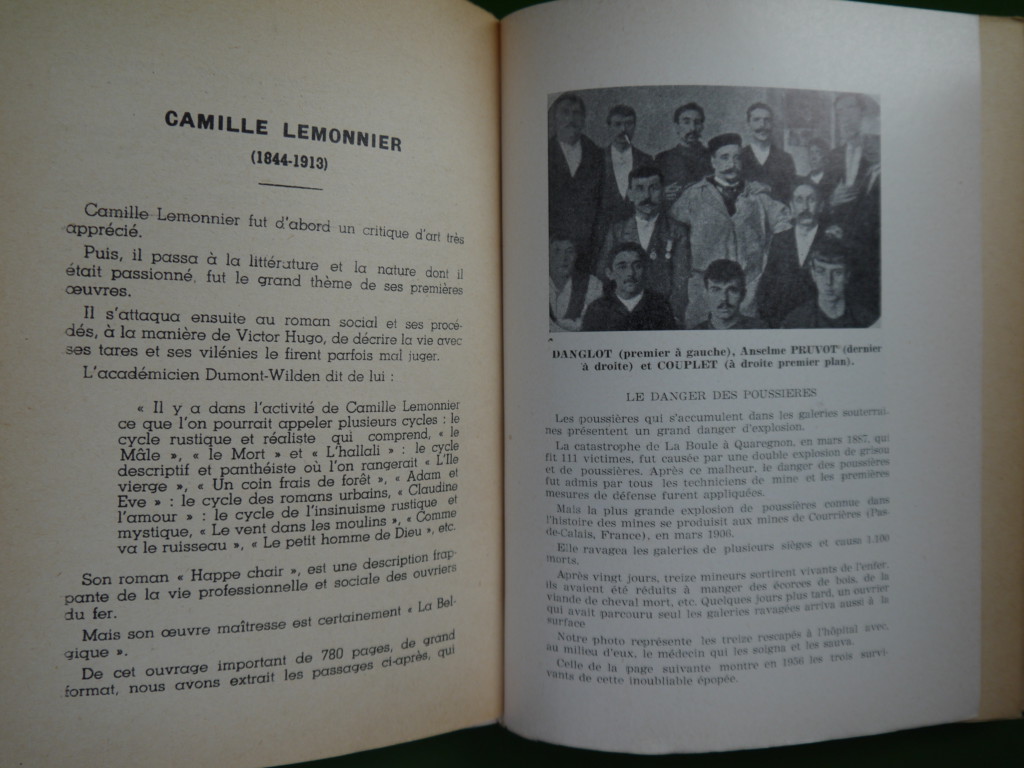 CAMILLE LEMONNIER
(1844-1913)
Camille Lemonnier fut d'abord un critique d'art très
apprécié.
Puis, il passa à la littérature et la nature dont il
était passionné, fut le grand thème de ses premières
œuvres.
Il s'attaqua ensuite au roman social et ses procé-
dés, à la manière de Victor Hugo, de décrire la vie avec
ses tares et ses vilénies le firent parfois mal juger.
L'académicien Dumont-Wilden dit de lui :
« Il y a dans l'activité de Camille Lemonnier
ce que l'on pourrait appeler plusieurs cycles : le
cycle rustique et réaliste qui comprend, « le
Mâle », « le Mort » et « L'hallali » : le cycle
descriptif et panthéiste où l'on rangerait « L'Ile
vierge », « Un coin frais de forêt », « Adam et
Eve » : le cycle des romans urbains, « Claudine
l'amour » : le cycle de l'insinuisme rustique et
mystique, « Le vent dans les moulins », « Comme
va le ruisseau », « Le petit homme de Dieu », etc.
Son roman « Happe chair », est une description frap-
pante de la vie professionnelle et sociale des ouvriers
du fer.
Mais son œuvre maîtresse est certainement « La Bel-
gique ».
De cet ouvrage important de 780 pages, de grand
format, nous avons extrait les passages ci-après, qui
DANGLOT (premier à gauche), Anselme PRUVOT (dernier
à droite) et COUPLET (à droite premier plan).
LE DANGER DES POUSSIERES
Les poussières qui s'accumulent dans les galeries souterrai-
nes présentent un grand danger d'explosion.
La catastrophe de La Boule à Quaregnon, en mars 1887, qui
fit 111 victimes, fut causée par une double explosion de grisou
et de poussières. Après ce malheur, le danger des poussières
fut admis par tous les techniciens de mine et les premières
mesures de défense furent appliquées.
Mais la plus grande explosion de poussières connue dans
l'histoire des mines se produisit aux mines de Courrières (Pas-
de-Calais, France), en mars 1906.
Elle ravagea les galeries de plusieurs sièges et causa 1.100
morts.
Après vingt jours, treize mineurs sortirent vivants de l'enfer.
ils avaient été réduits à manger des écorces de bois, de la
viande de cheval mort, etc. Quelques jours plus tard, un ouvrier
qui avait parcouru seul les galeries ravagées arriva aussi à la
surface
Notre photo représente les treize rescapés à l'hôpital avec,
au milieu d'eux, le médecin qui les soigna et les sauva.
Celle de la page suivante montre en 1956 les trois survi-
vants de cette inoubliable épopée.